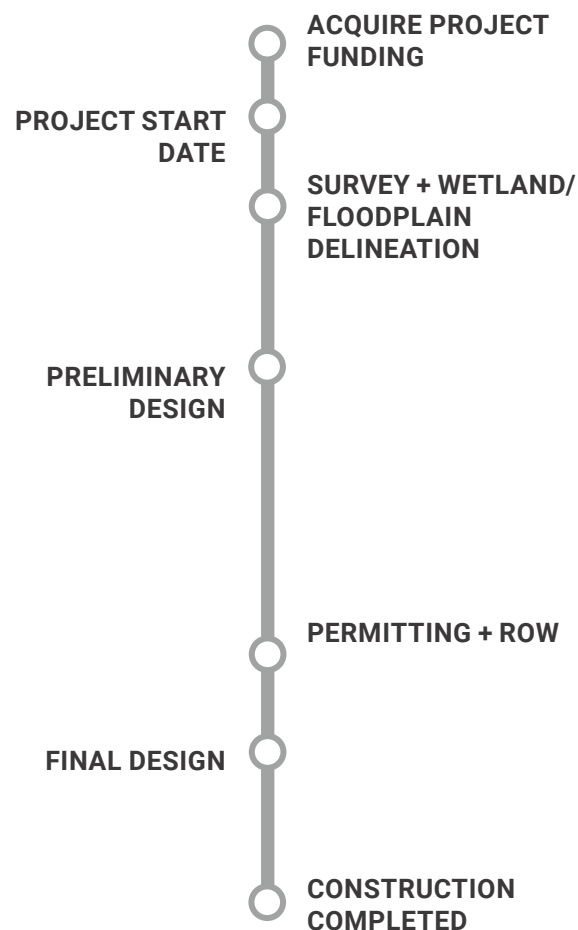 ACQUIRE PROJECT
FUNDING
PROJECT START
DATE
SURVEY + WETLAND/
FLOODPLAIN
DELINEATION
PRELIMINARY
DESIGN
PERMITTING + ROW
FINAL DESIGN
CONSTRUCTION
COMPLETED